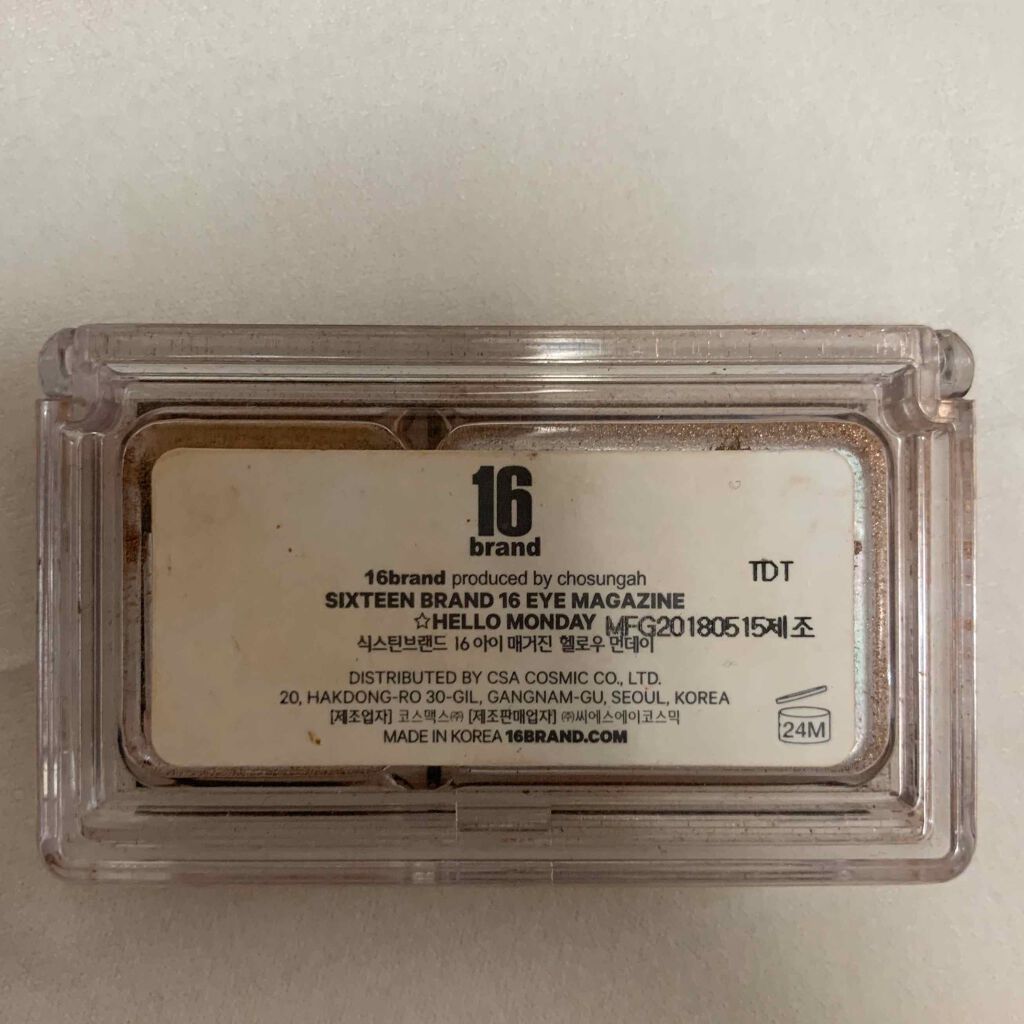 16
brand
16brand produced by chosungah
TDT
SIXTEEN BRAND 16 EYE MAGAZINE
☆HELLO MONDAY
MFG20180515제조
식스틴브랜드 16 아이 매거진 헬로우 먼데이
DISTRIBUTED BY CSA COSMIC CO., LTD.
20, HAKDONG-RO 30-GIL, GANGNAM-GU, SEOUL, KOREA
[제조업자] 코스맥스㈜ [제조판매업자] ㈜씨에스에이코스믹
MADE IN KOREA 16BRAND.COM
24M